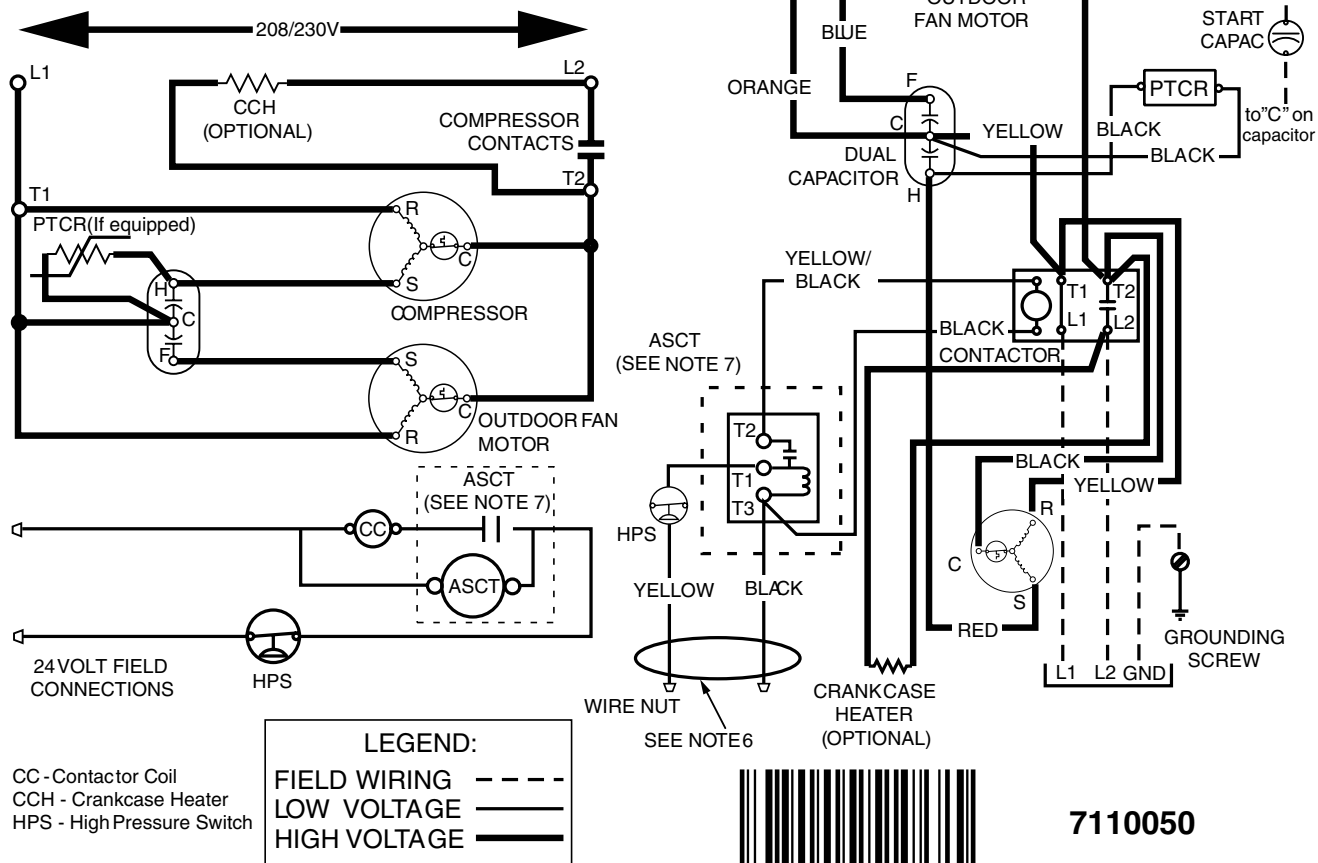 208/230V
L1
L2
CCH
(OPTIONAL)
COMPRESSOR
CONTACTS
T1
T2
PTCR(If equipped)
R
C
S
H
C
F
COMPRESSOR
S
C
R
OUTDOOR FAN
MOTOR
ASCT
(SEE NOTE 7)
CC
ASCT
24 VOLT FIELD
CONNECTIONS
HPS
CC - Contactor Coil
CCH - Crankcase Heater
HPS - High Pressure Switch
LEGEND:
FIELD WIRING
LOW VOLTAGE
HIGH VOLTAGE
FAN MOTOR
BLUE
ORANGE
F
C
H
DUAL
CAPACITOR
YELLOW
BLACK
BLACK
PTCR
START
CAPAC
to"C" on
capacitor
YELLOW/
BLACK
BLACK
T1
T2
L1
L2
CONTACTOR
ASCT
(SEE NOTE 7)
T2
T1
T3
HPS
YELLOW
BLACK
WIRE NUT
SEE NOTE 6
BLACK
YELLOW
R
C
S
RED
CRANKCASE
HEATER
(OPTIONAL)
L1 L2 GND
GROUNDING
SCREW
7110050